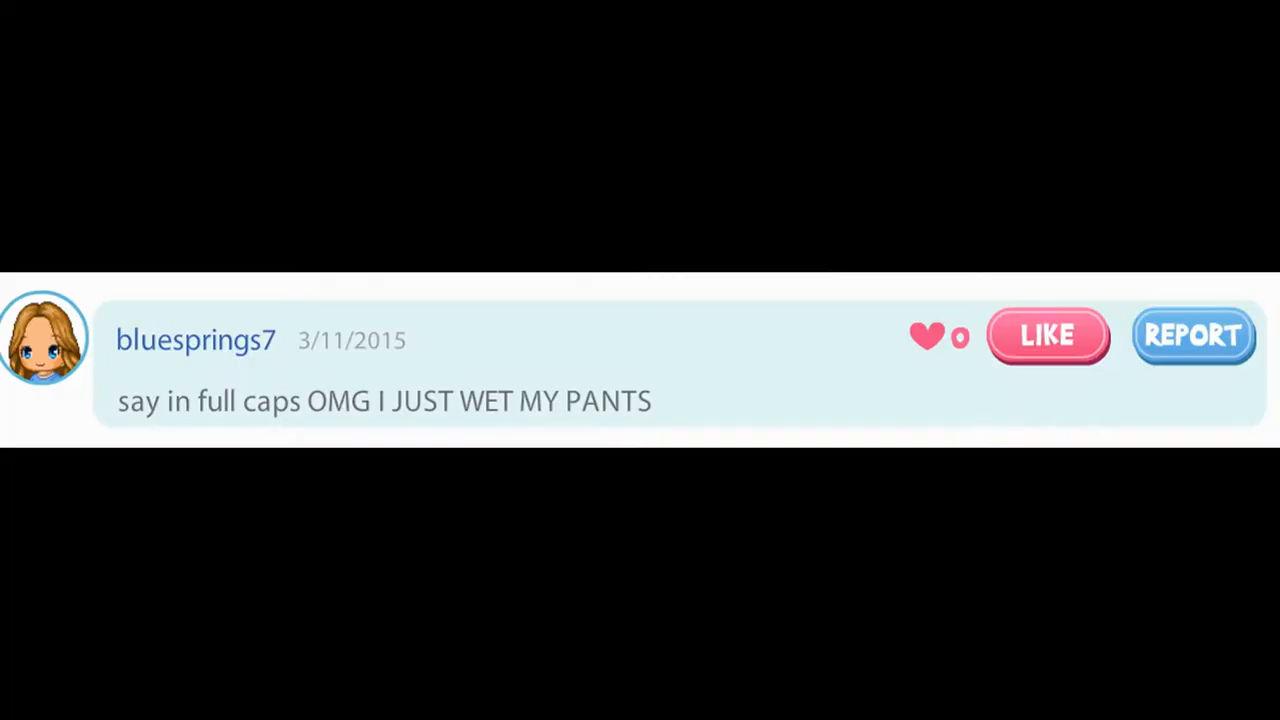 bluesprings7 3/11/2015 0 LIKE REPORT
say in full caps OMG I JUST WET MY PANTS